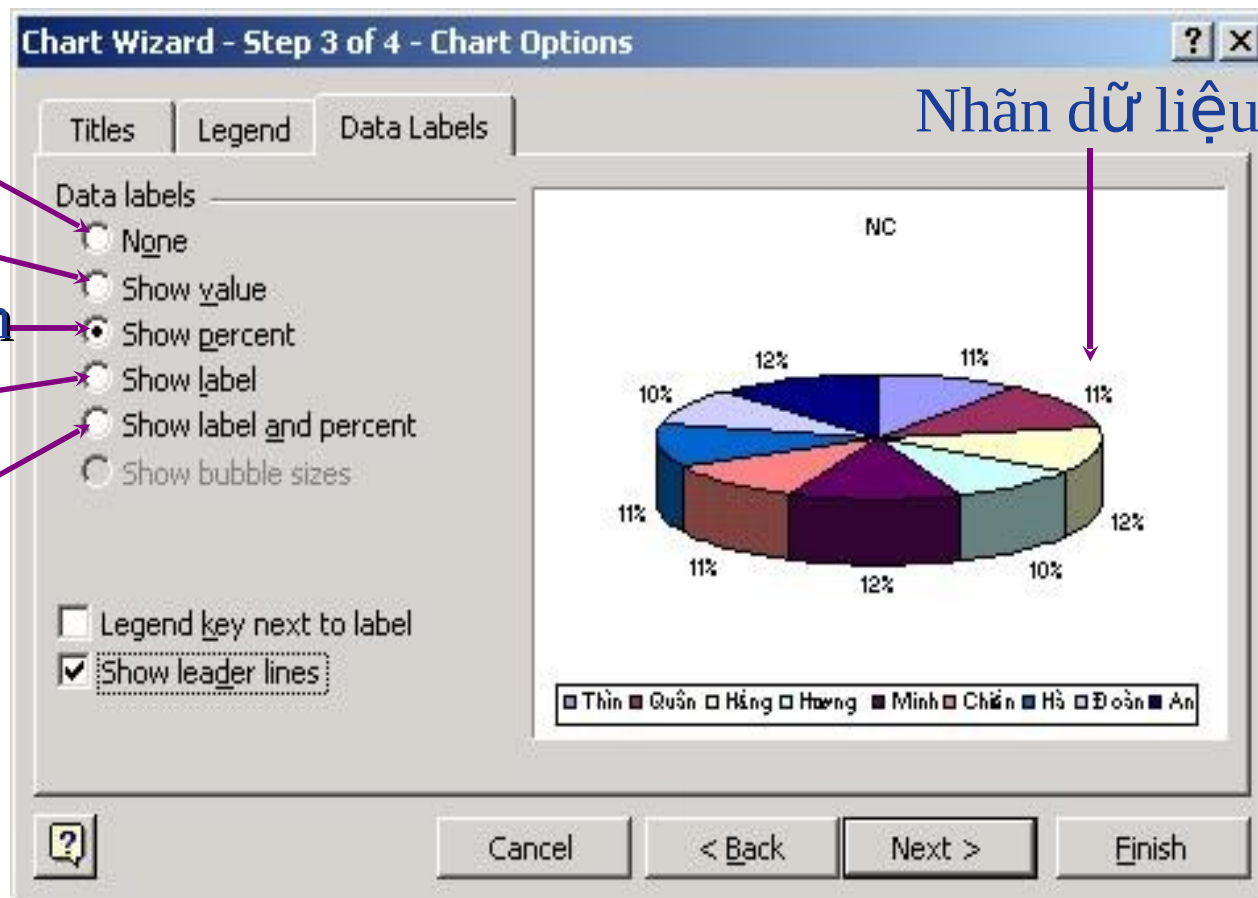 Chart Wizard - Step 3 of 4 - Chart Options
Nhãn dữ liệu
Titles Legend Data Labels
Data labels
None
Show value
Show percent
Show label
Show label and percent
Show bubble sizes
Legend key next to label
Show leader lines
NC
12% 11%
10% 11%
11% 12%
11% 12% 10%
Thìn Quân Hằng Hương Minh Chiến Hà Đoàn An
Cancel < Back Next > Finish